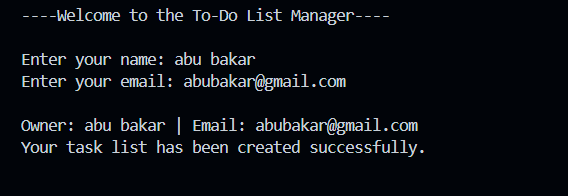 ----Welcome to the To-Do List Manager----
Enter your name: abu bakar
Enter your email: abubakar@gmail.com
Owner: abu bakar | Email: abubakar@gmail.com
Your task list has been created successfully.